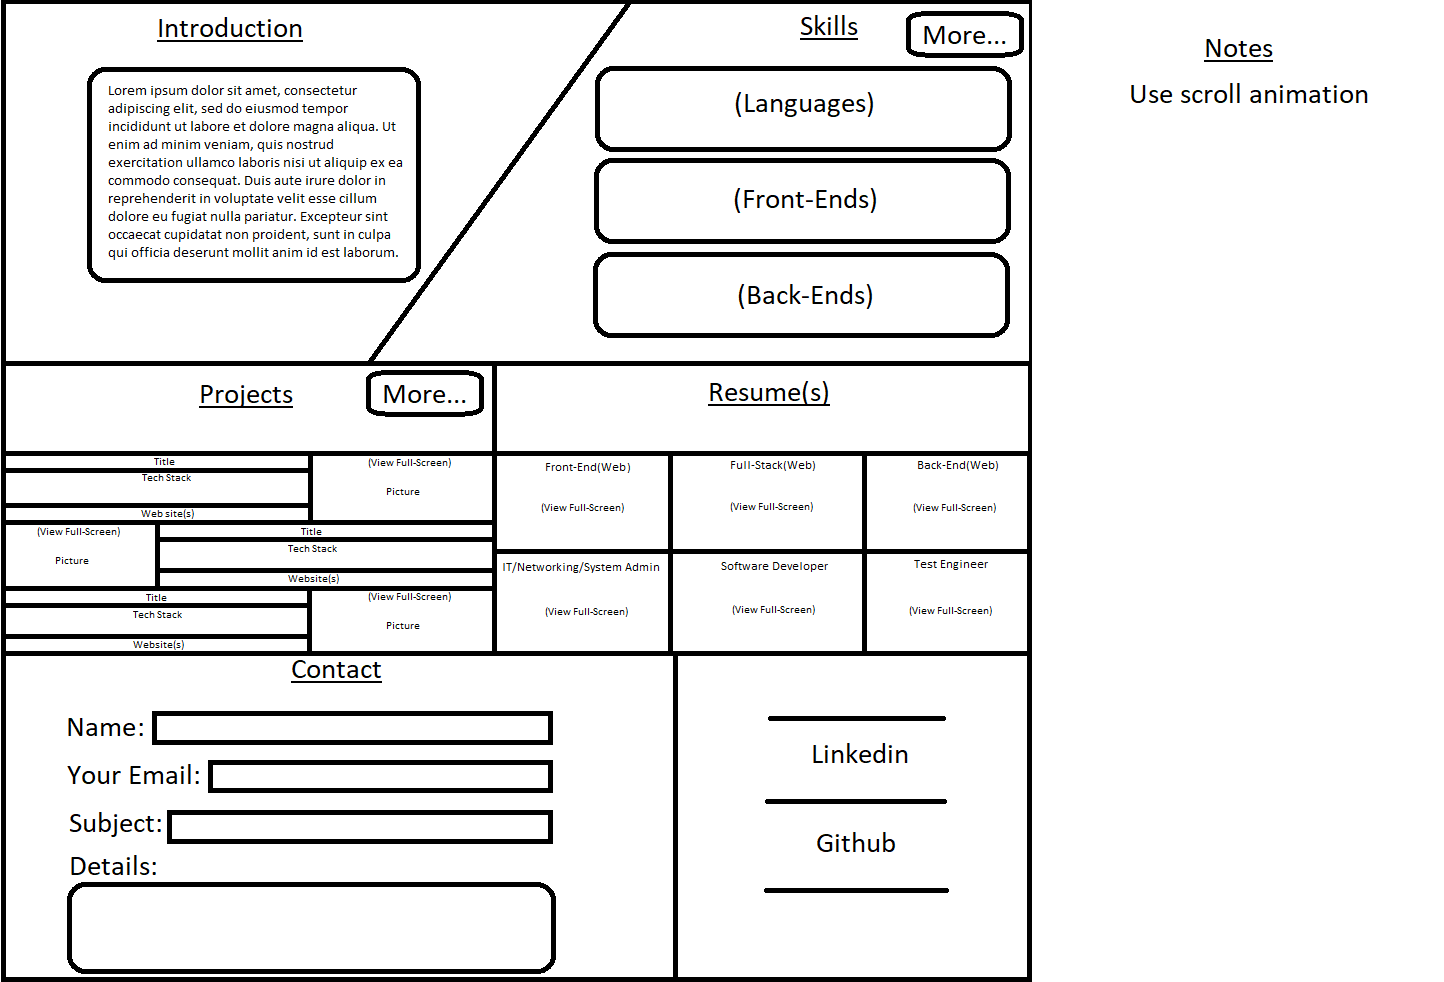 Introduction
Lorem ipsum dolor sit amet, consectetur
adipiscing elit, sed do eiusmod tempor
incididunt ut labore et dolore magna aliqua. Ut
enim ad minim veniam, quis nostrud
exercitation ullamco laboris nisi ut aliquip ex ea
commodo consequat. Duis aute irure dolor in
reprehenderit in voluptate velit esse cillum
dolore eu fugiat nulla pariatur. Excepteur sint
occaecat cupidatat non proident, sunt in culpa
qui officia deserunt mollit anim id est laborum.
Skills
More...
(Languages)
(Front-Ends)
(Back-Ends)
Notes
Use scroll animation
Projects
More...
Title
Tech Stack
Web site(s)
(View Full-Screen)
Picture
(View Full-Screen)
Picture
Title
Tech Stack
Website(s)
Title
Tech Stack
Website(s)
(View Full-Screen)
Picture
Resume(s)
Front-End(Web)
(View Full-Screen)
Full-Stack(Web)
(View Full-Screen)
Back-End(Web)
(View Full-Screen)
IT/Networking/System Admin
(View Full-Screen)
Software Developer
(View Full-Screen)
Test Engineer
(View Full-Screen)
Contact
Name:
Your Email:
Subject:
Details:
Linkedin
Github